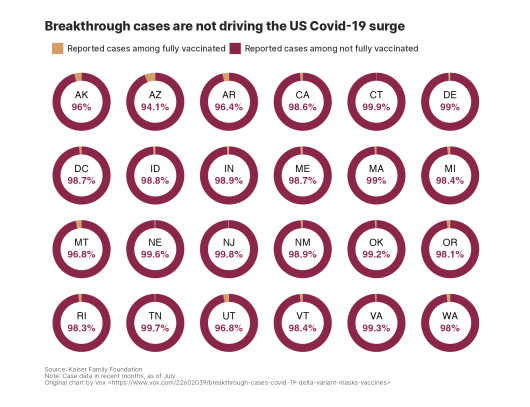 Breakthrough cases are not driving the US Covid-19 surge
Reported cases among fully vaccinated Reported cases among not fully vaccinated
AK AZ AR CA CT DE
96% 94.1% 96.4% 98.6% 99.9% 99%
DC ID IN ME MA MI
98.7% 98.8% 98.9% 98.7% 99% 98.4%
MT NE NJ NM OK OR
96.8% 99.6% 99.8% 98.9% 99.2% 98.1%
RI TN UT VT VA WA
98.3% 99.7% 96.8% 98.4% 99.3% 98%
Source: Kaiser Family Foundation
Note: Case data in recent months, as of July
Original chart by Vox <https://www.vox.com/22602039/breakthrough-cases-covid-19-delta-variant-masks-vaccines>